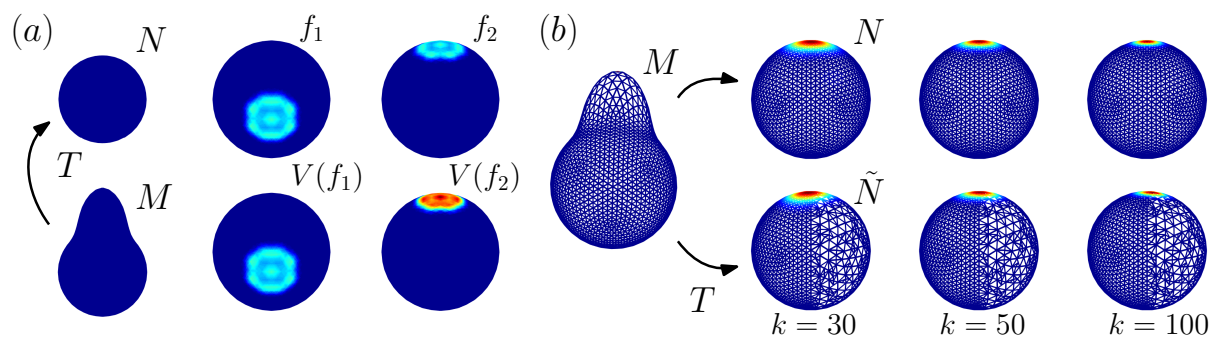 (a)
N
f₁
f₂
T
M
V(f₁)
V(f₂)
(b)
M
N
Ñ
T
k = 30
k = 50
k = 100